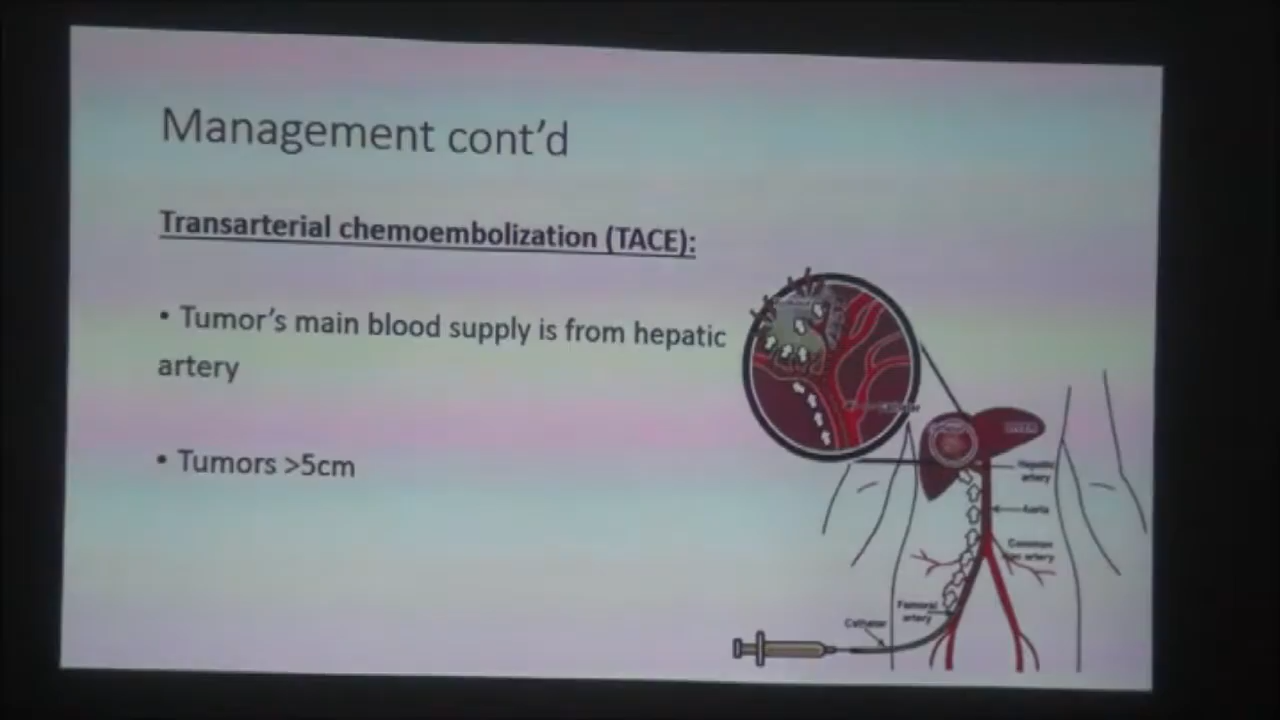 Management cont’d
Transarterial chemoembolization (TACE):
• Tumor’s main blood supply is from hepatic
artery
• Tumors >5cm
Hepatic
artery
Aorta
Common
artery
Femoral
artery
Catheter